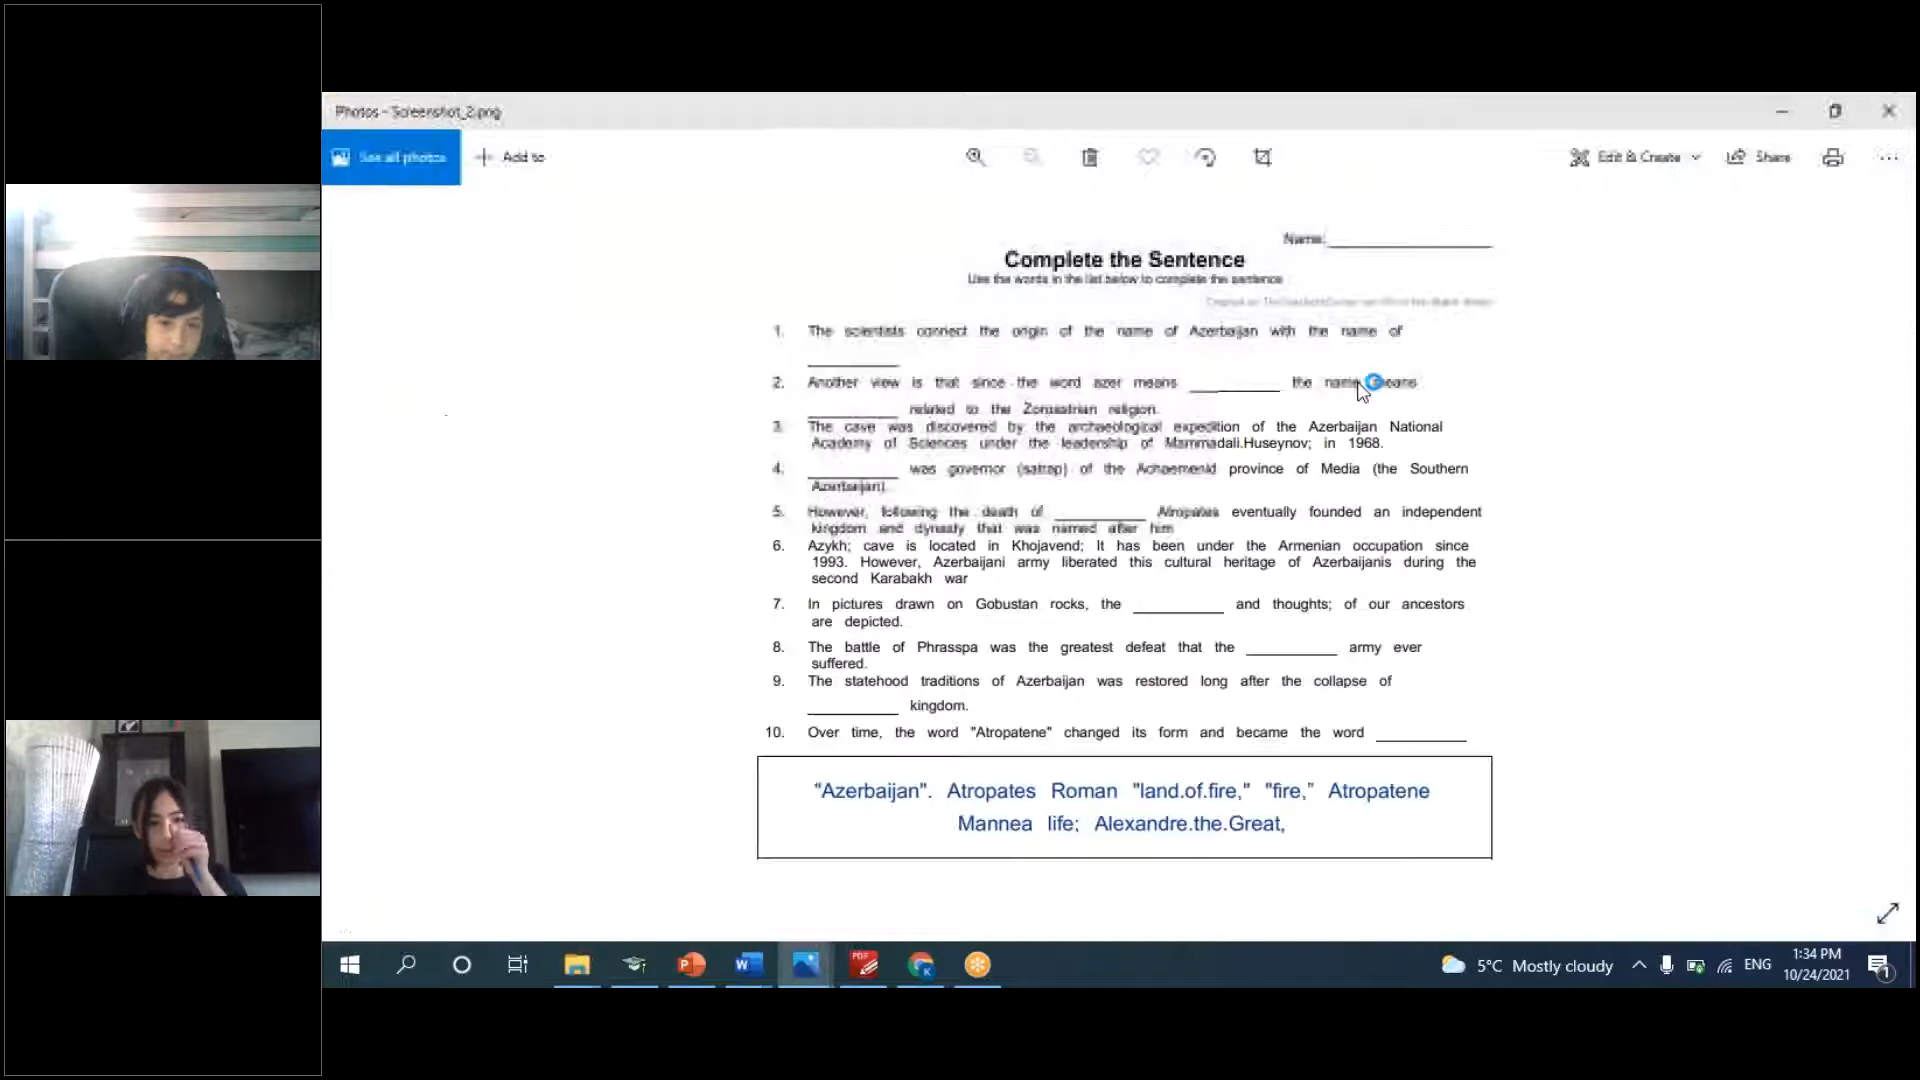 Photos - Screenshot_2.png
See all photos
Add to
Edit & Create
Share
Name:
Complete the Sentence
Use the words in the list below to complete the sentence
1. The scientists connect the origin of the name of Azerbaijan with the name of
__________
2. Another view is that since the word azer means __________ the name means
__________ related to the Zoroastrian religion.
3. The cave was discovered by the archaeological expedition of the Azerbaijan National
Academy of Sciences under the leadership of Mammadali.Huseynov; in 1968.
4. __________ was governor (satrap) of the Achaemenid province of Media (the Southern
Azerbaijan).
5. However, following the death of __________ Atropates eventually founded an independent
kingdom and dynasty that was named after him
6. Azykh; cave is located in Khojavend; It has been under the Armenian occupation since
1993. However, Azerbaijani army liberated this cultural heritage of Azerbaijanis during the
second Karabakh war
7. In pictures drawn on Gobustan rocks, the __________ and thoughts; of our ancestors
are depicted.
8. The battle of Phrasspa was the greatest defeat that the __________ army ever
suffered.
9. The statehood traditions of Azerbaijan was restored long after the collapse of
__________ kingdom.
10. Over time, the word "Atropatene" changed its form and became the word __________
"Azerbaijan". Atropates Roman "land.of.fire," "fire," Atropatene
Mannea life; Alexandre.the.Great,
5°C Mostly cloudy
ENG
1:34 PM
10/24/2021